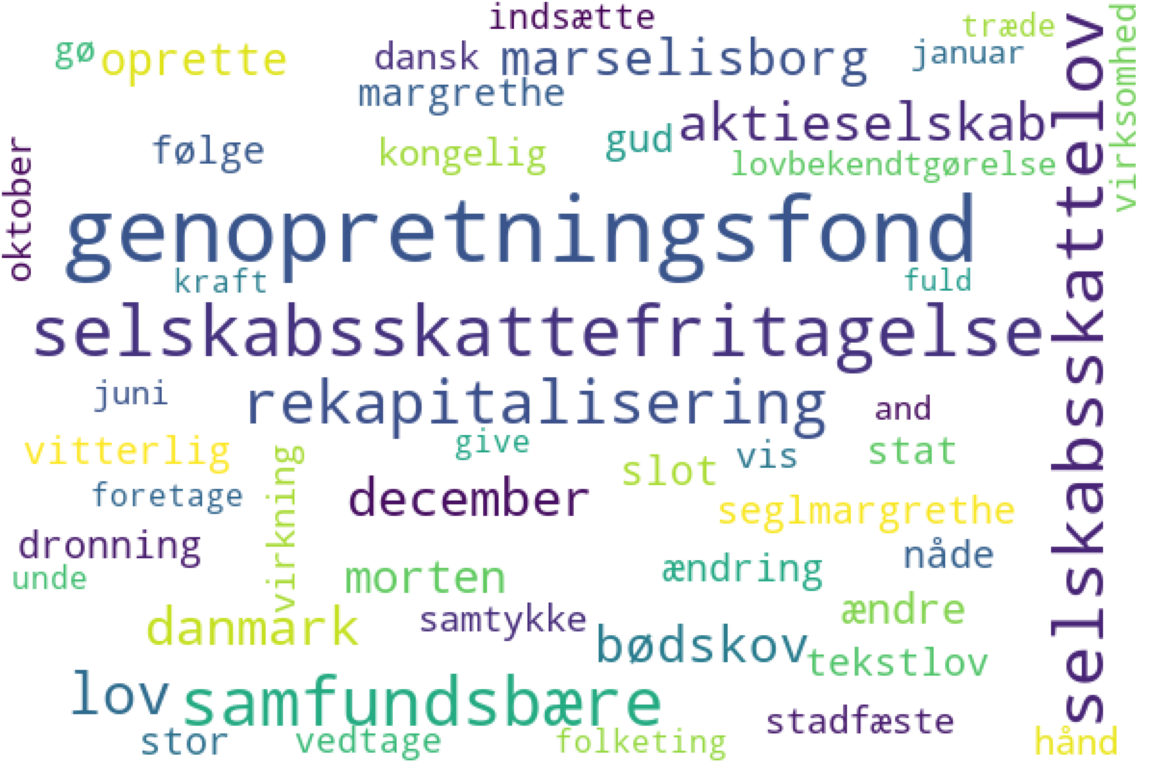 indsætte
træde
gø oprette dansk marselisborg januar
margrethe
virksomhed
aktieselskab
følge kongelig gud lovbekendtgørelse
oktober
genopretningsfond
kraft fuld
selskabsskattefritagelse
selskabsskattelov
juni rekapitalisering and
vitterlig give slot vis stat
foretage december seglmargrethe
virkning
dronning ændring nåde
unde morten
danmark samtykke bødskov ændre
tekstlov
lov samfundsbære stadfæste
stor vedtage folketing hånd